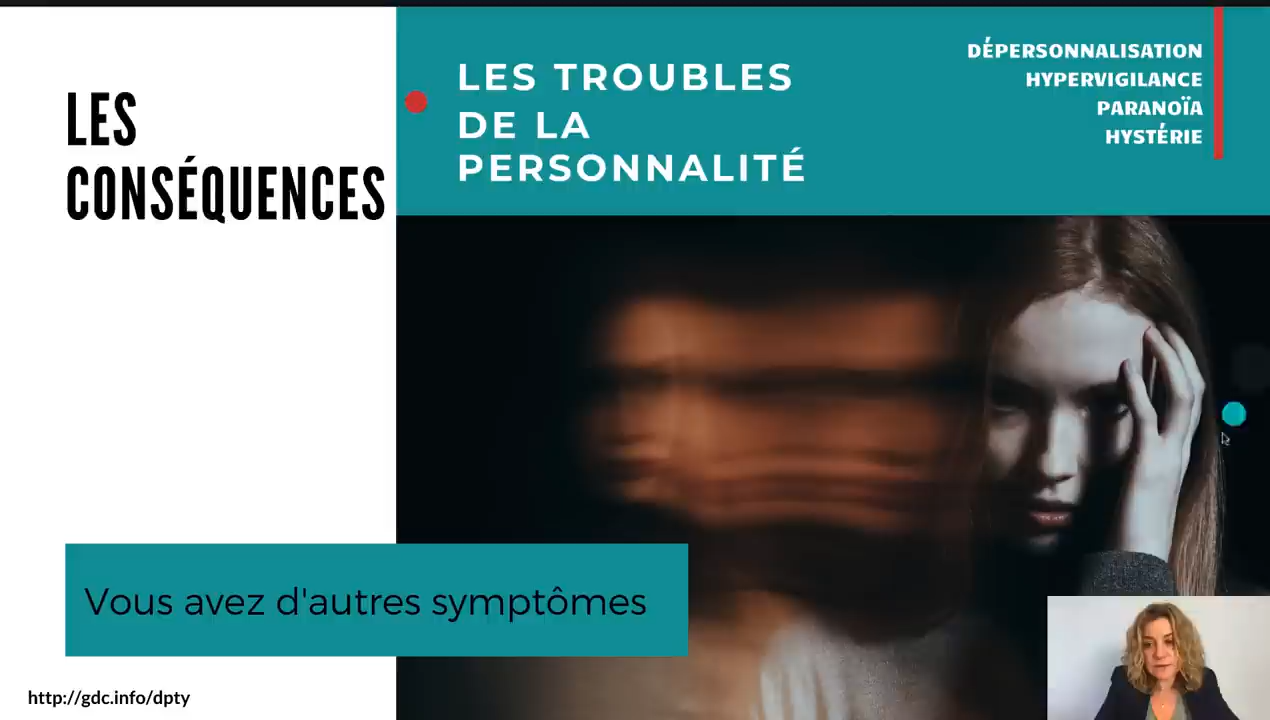 LES
CONSÉQUENCES
LES TROUBLES
DE LA
PERSONNALITÉ
DÉPERSONNALISATION
HYPERVIGILANCE
PARANOÏA
HYSTÉRIE
Vous avez d'autres symptômes
http://gdc.info/dpty